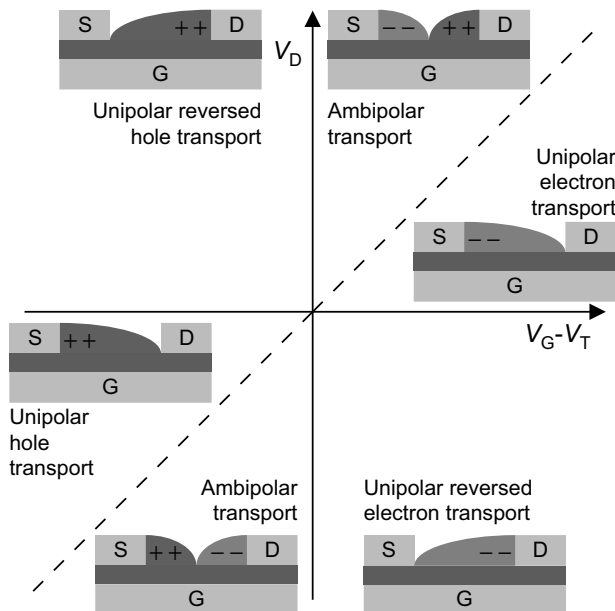 S
++
D
G
Unipolar reversed
hole transport
V_D
S
−−
++
D
G
Ambipolar
transport
Unipolar
electron
transport
S
−−
D
G
V_G-V_T
S
++
D
G
Unipolar
hole
transport
Ambipolar
transport
S
++
−−
D
G
Unipolar reversed
electron transport
S
−−
D
G